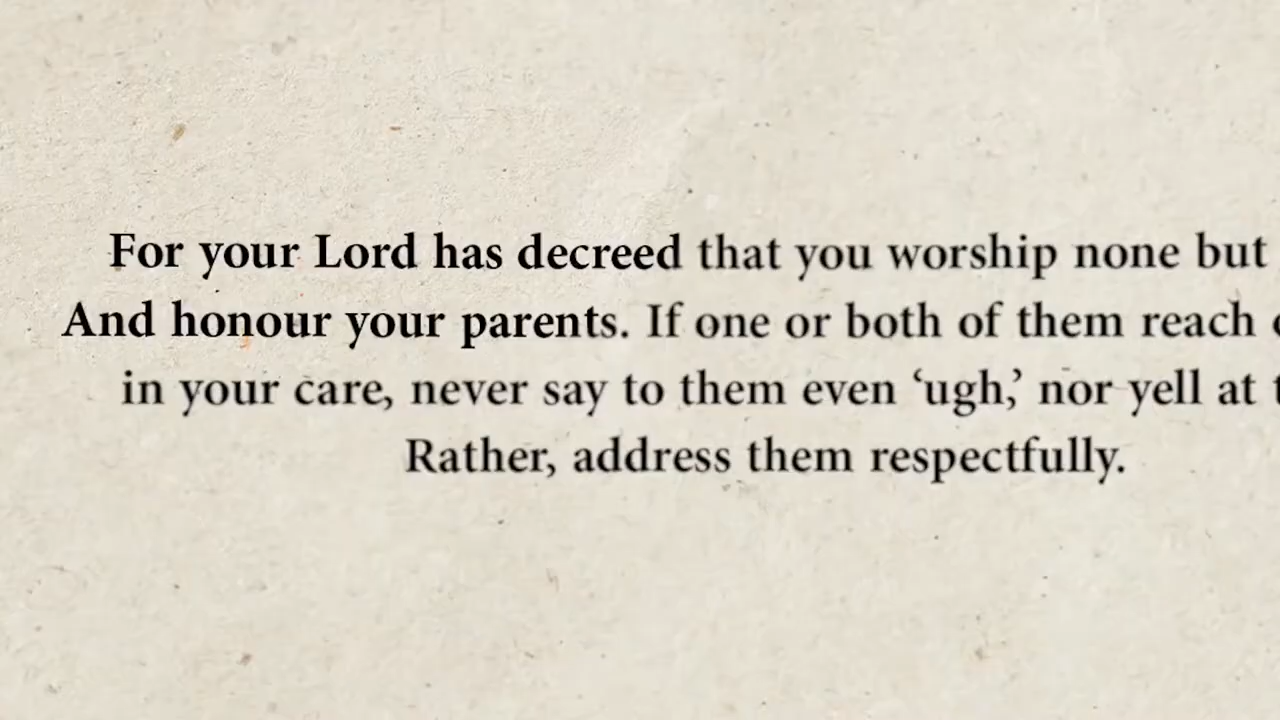 For your Lord has decreed that you worship none but
And honour your parents. If one or both of them reach
in your care, never say to them even ‘ugh,’ nor yell at
Rather, address them respectfully.